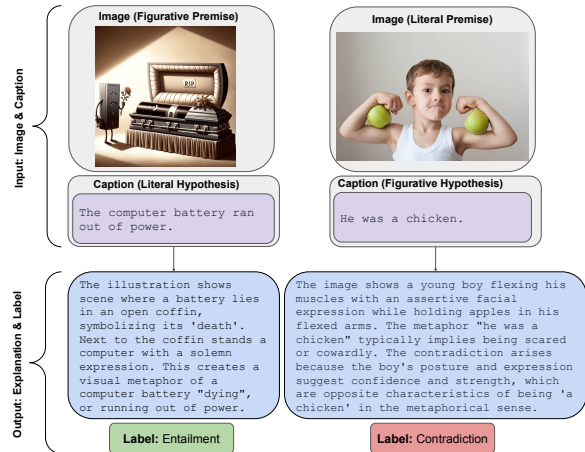 Image (Figurative Premise)
RIP
Caption (Literal Hypothesis)
The computer battery ran
out of power.
Image (Literal Premise)
Caption (Figurative Hypothesis)
He was a chicken.
Input: Image & Caption
The illustration shows
scene where a battery lies
in an open coffin,
symbolizing its 'death'.
Next to the coffin stands a
computer with a solemn
expression. This creates a
visual metaphor of a
computer battery "dying",
or running out of power.
Label: Entailment
The image shows a young boy flexing his
muscles with an assertive facial
expression while holding apples in his
flexed arms. The metaphor "he was a
chicken" typically implies being scared
or cowardly. The contradiction arises
because the boy's posture and expression
suggest confidence and strength, which
are opposite characteristics of being 'a
chicken' in the metaphorical sense.
Label: Contradiction
Output: Explanation & Label